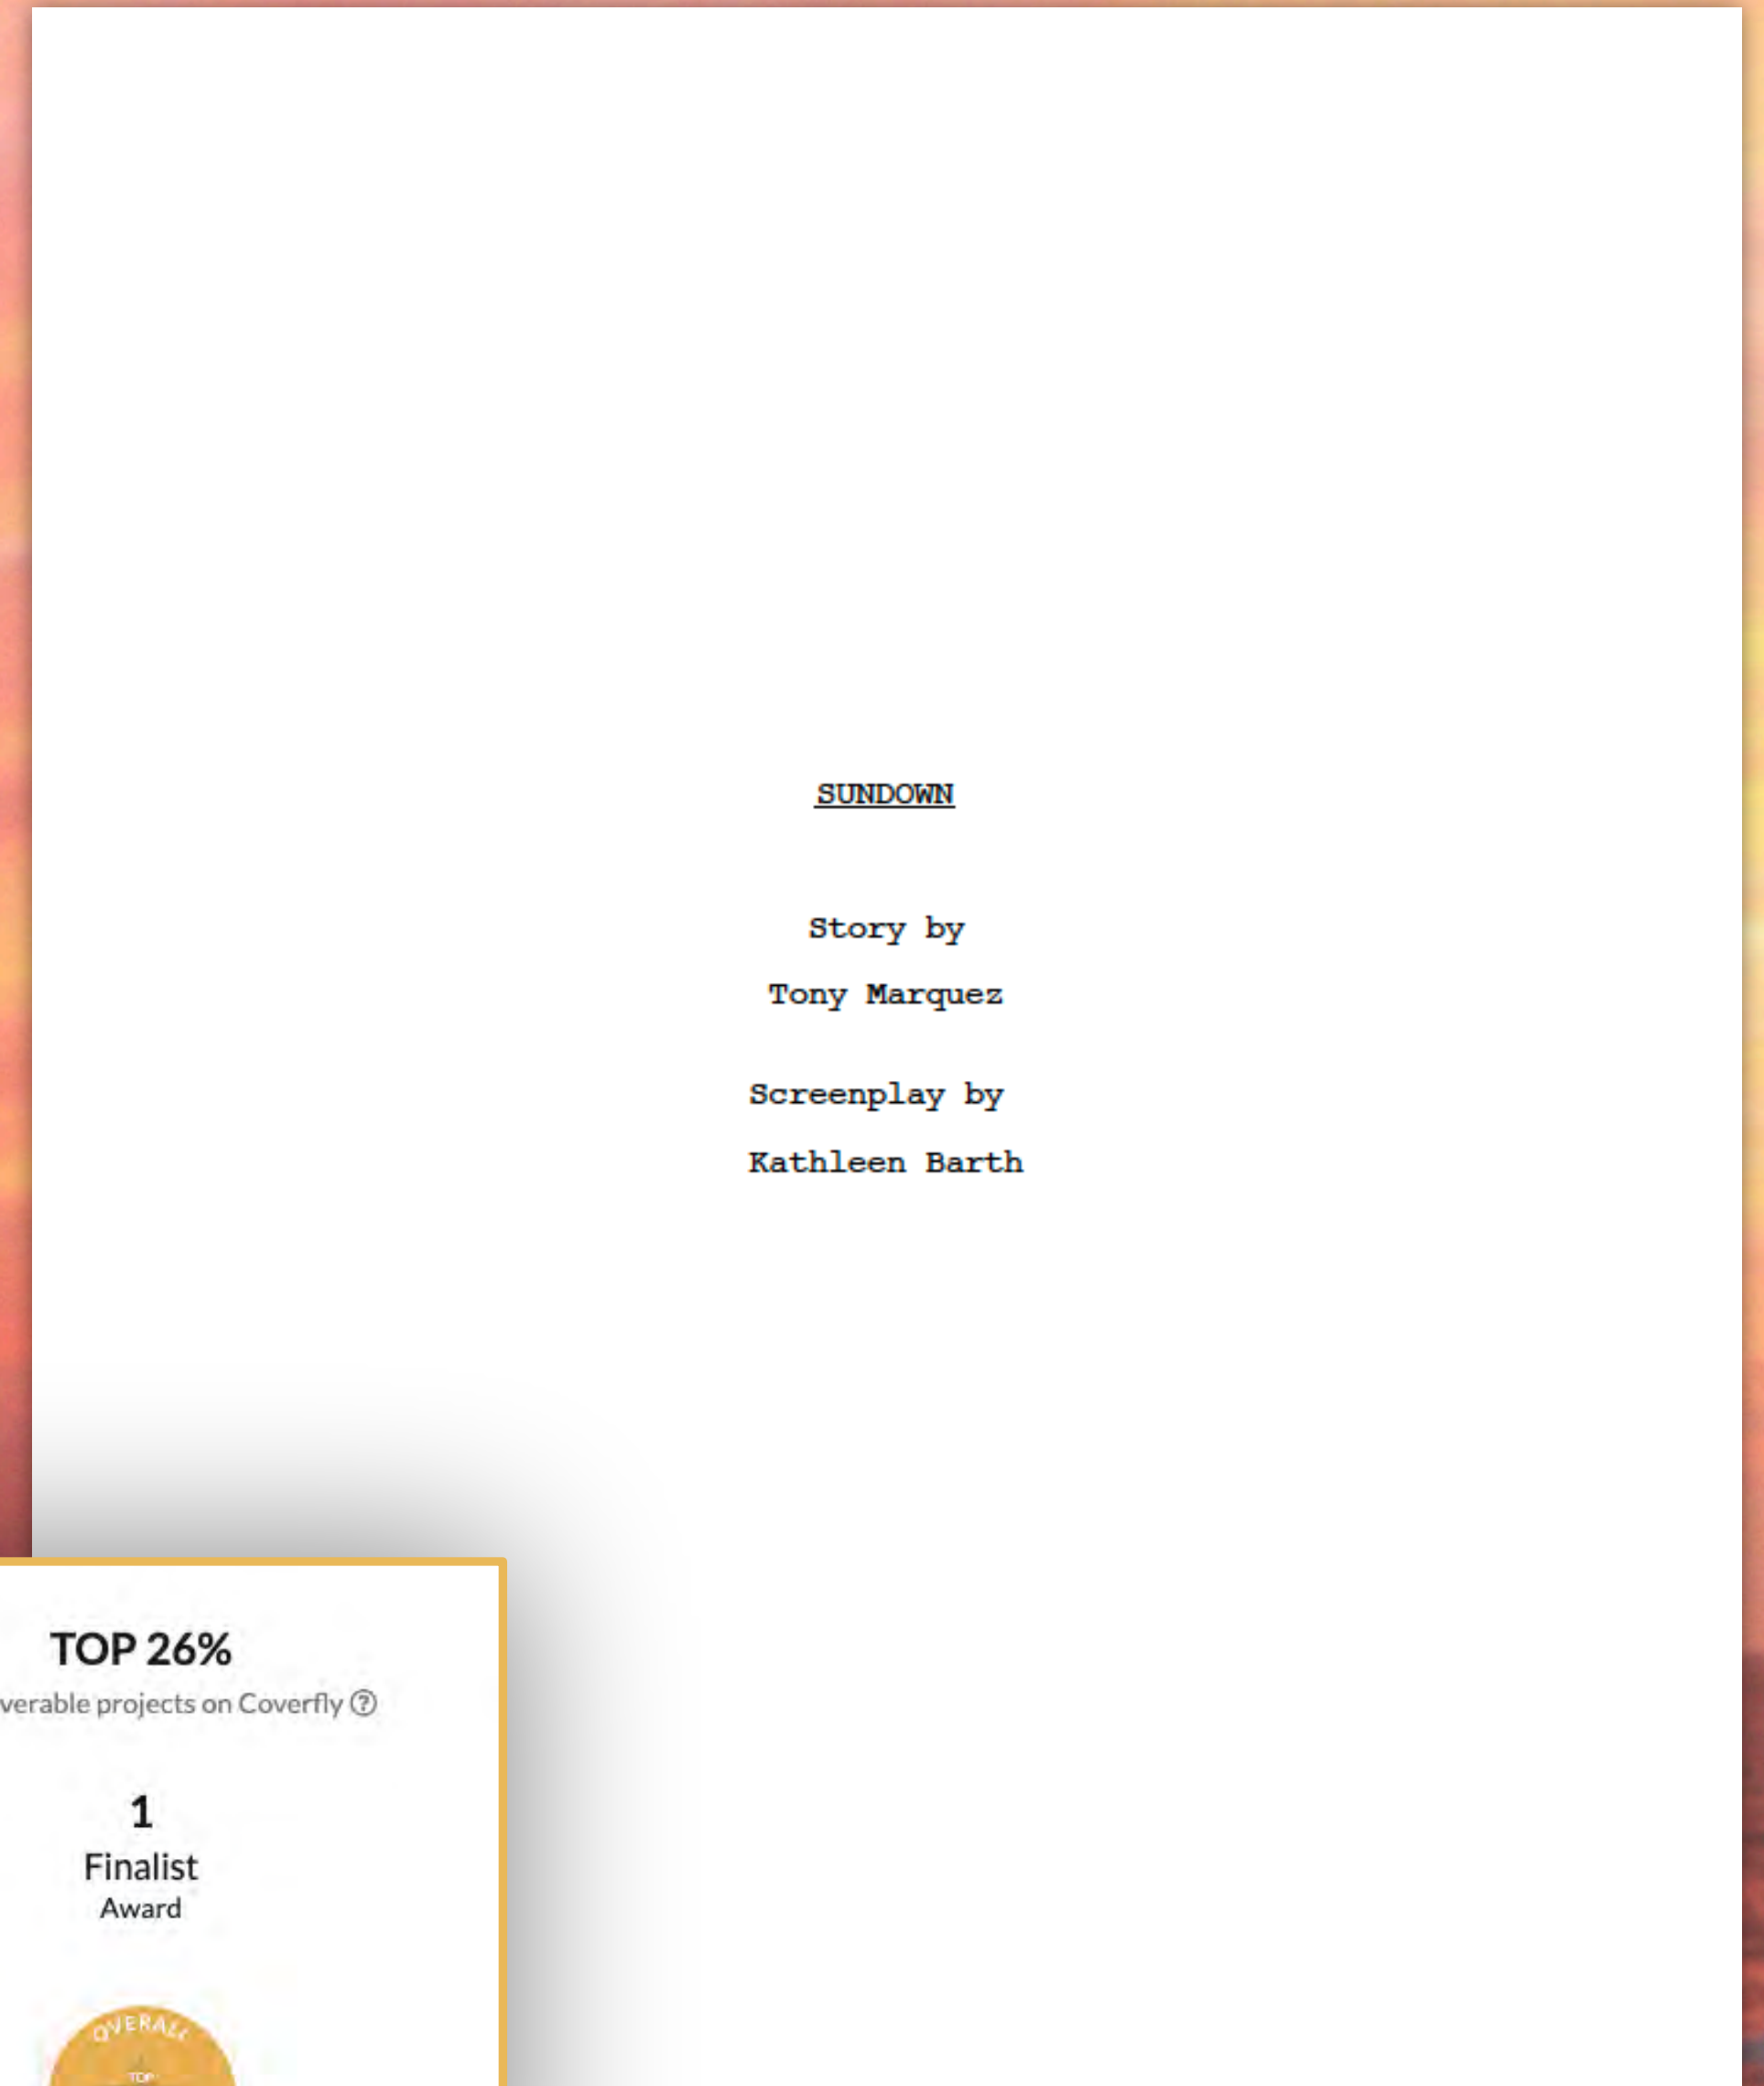 SUNDOWN
Story by
Tony Marquez
Screenplay by
Kathleen Barth
TOP 26%
verable projects on Coverfly ?
1
Finalist
Award
OVERALL
TOP